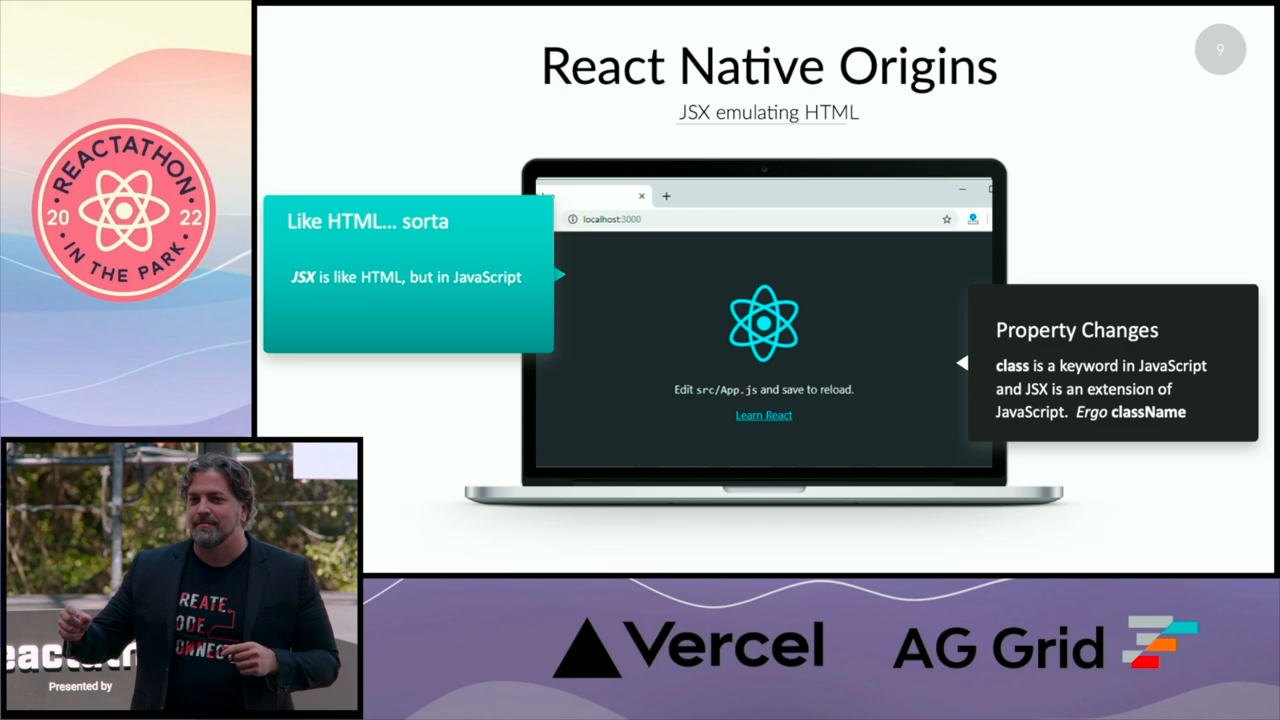 REACTATHON
20 22
IN THE PARK
React Native Origins
9
JSX emulating HTML
Like HTML... sorta
JSX is like HTML, but in JavaScript
localhost:3000
Edit src/App.js and save to reload.
Learn React
Property Changes
class is a keyword in JavaScript
and JSX is an extension of
JavaScript. Ergo className
Presented by
Vercel
AG Grid